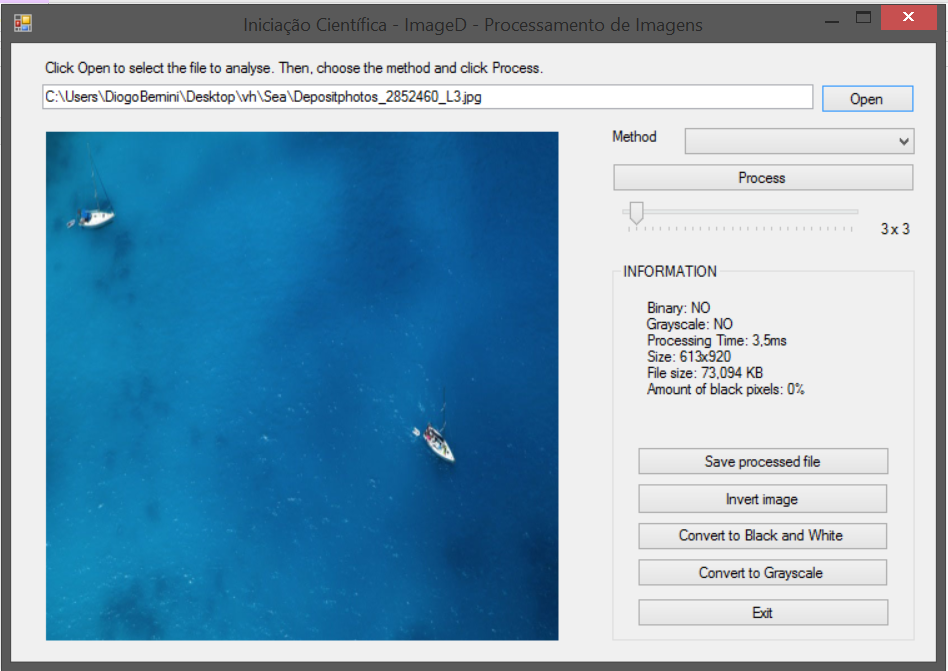 Iniciação Científica - ImageD - Processamento de Imagens
Click Open to select the file to analyse. Then, choose the method and click Process.
C:\Users\DiogoBernini\Desktop\vh\Sea\Depositphotos_2852460_L3.jpg
Open
Method
Process
3 x 3
INFORMATION
Binary: NO
Grayscale: NO
Processing Time: 3,5ms
Size: 613x920
File size: 73,094 KB
Amount of black pixels: 0%
Save processed file
Invert image
Convert to Black and White
Convert to Grayscale
Exit